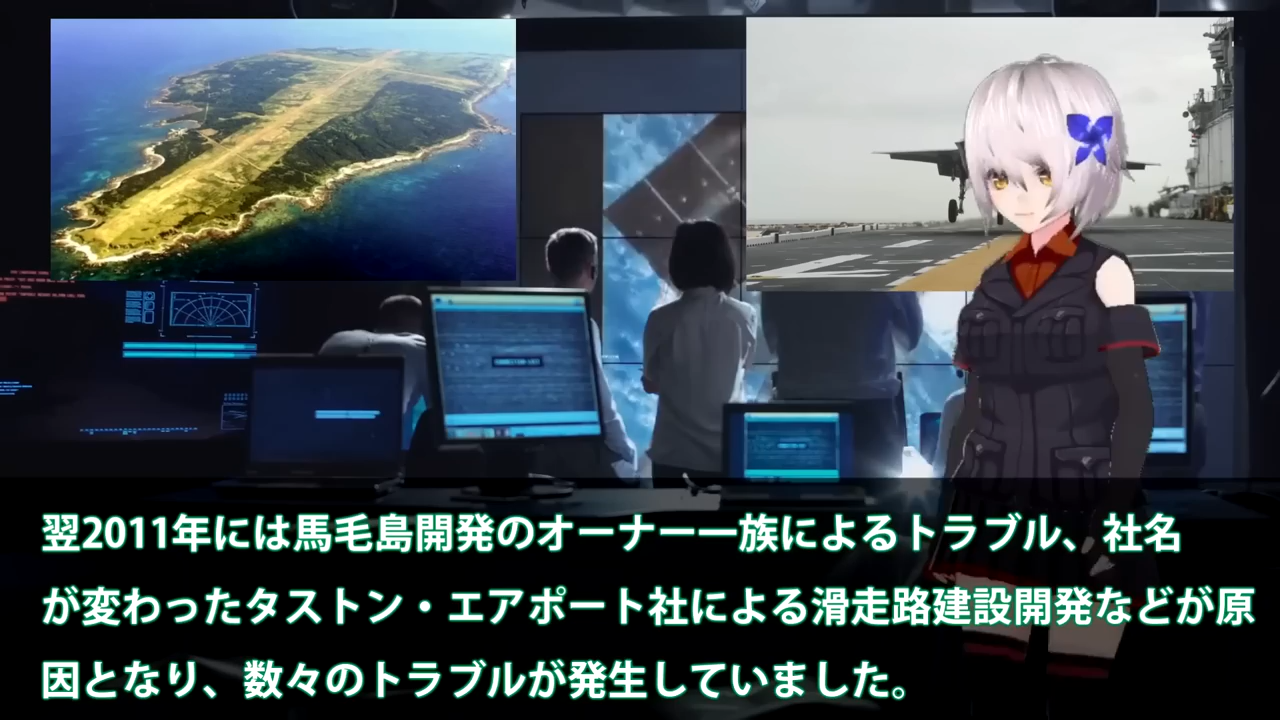 翌2011年には馬毛島開発のオーナー一族によるトラブル、社名
が変わったタストン・エアポート社による滑走路建設開発などが原
因となり、数々のトラブルが発生していました。